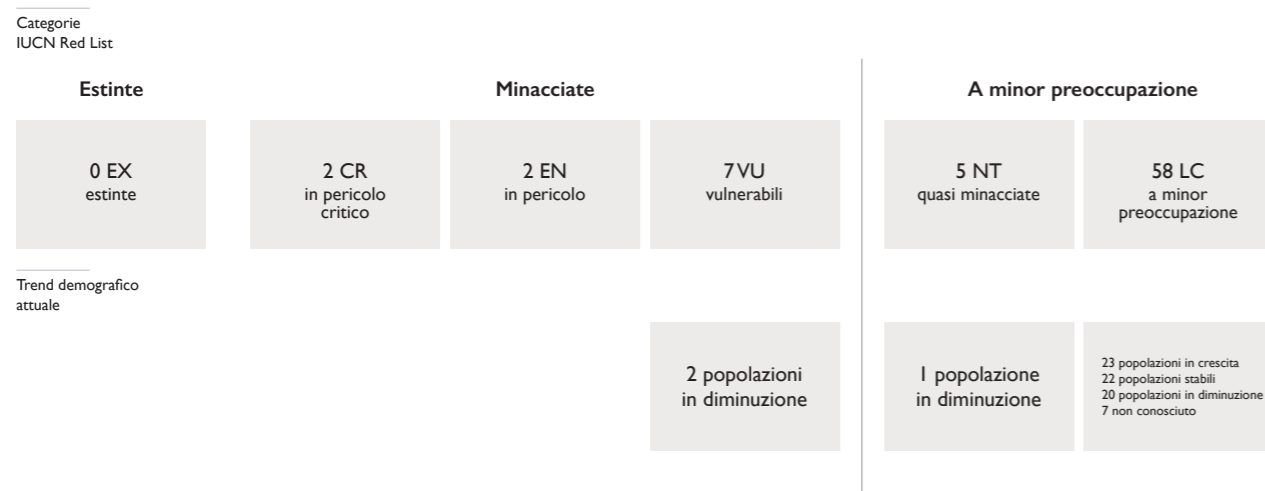 Categorie
IUCN Red List
Estinte
Minacciate
A minor preoccupazione
0 EX
estinte
2 CR
in pericolo
critico
2 EN
in pericolo
7 VU
vulnerabili
5 NT
quasi minacciate
58 LC
a minor
preoccupazione
Trend demografico
attuale
2 popolazioni
in diminuzione
1 popolazione
in diminuzione
23 popolazioni in crescita
22 popolazioni stabili
20 popolazioni in diminuzione
7 non conosciuto